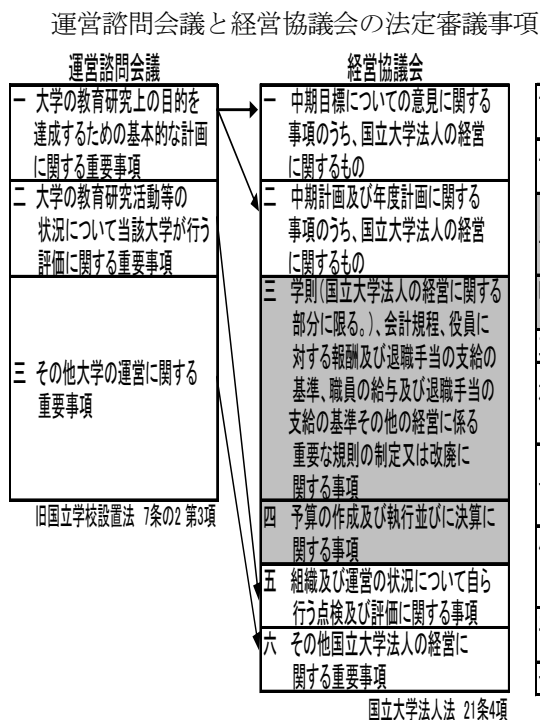 運営諮問会議と経営協議会の法定審議事項
運営諮問会議
一 大学の教育研究上の目的を
達成するための基本的な計画
に関する重要事項
二 大学の教育研究活動等の
状況について当該大学が行う
評価に関する重要事項
三 その他大学の運営に関する
重要事項
旧国立学校設置法 7条の2 第3項
経営協議会
一 中期目標についての意見に関する
事項のうち、国立大学法人の経営
に関するもの
二 中期計画及び年度計画に関する
事項のうち、国立大学法人の経営
に関するもの
三 学則(国立大学法人の経営に関する
部分に限る。)、会計規程、役員に
対する報酬及び退職手当の支給の
基準、職員の給与及び退職手当の
支給の基準その他の経営に係る
重要な規則の制定又は改廃に
関する事項
四 予算の作成及び執行並びに決算に
関する事項
五 組織及び運営の状況について自ら
行う点検及び評価に関する事項
六 その他国立大学法人の経営に
関する重要事項
国立大学法人法 21条4項